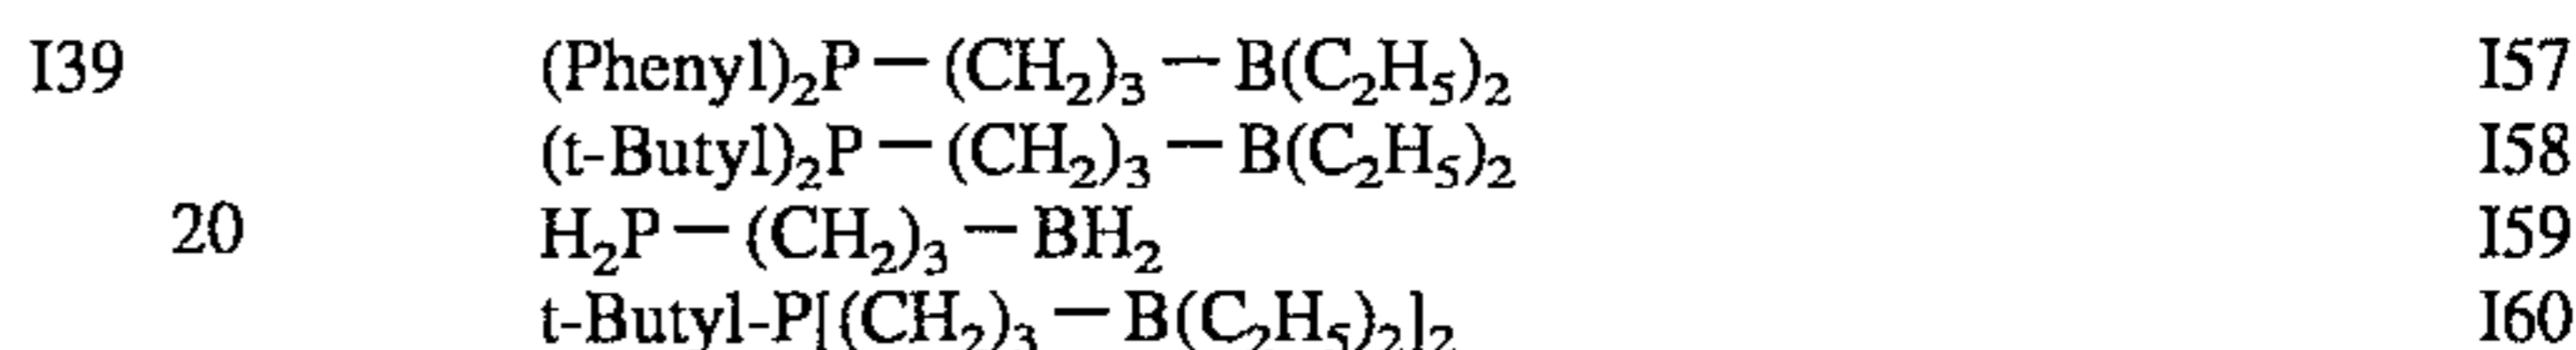 I39 (Phenyl)₂P—(CH₂)₃—B(C₂H₅)₂ I57
(t-Butyl)₂P—(CH₂)₃—B(C₂H₅)₂ I58
20 H₂P—(CH₂)₃—BH₂ I59
t-Butyl-P[(CH₂)₃—B(C₂H₅)₂]₂ I60